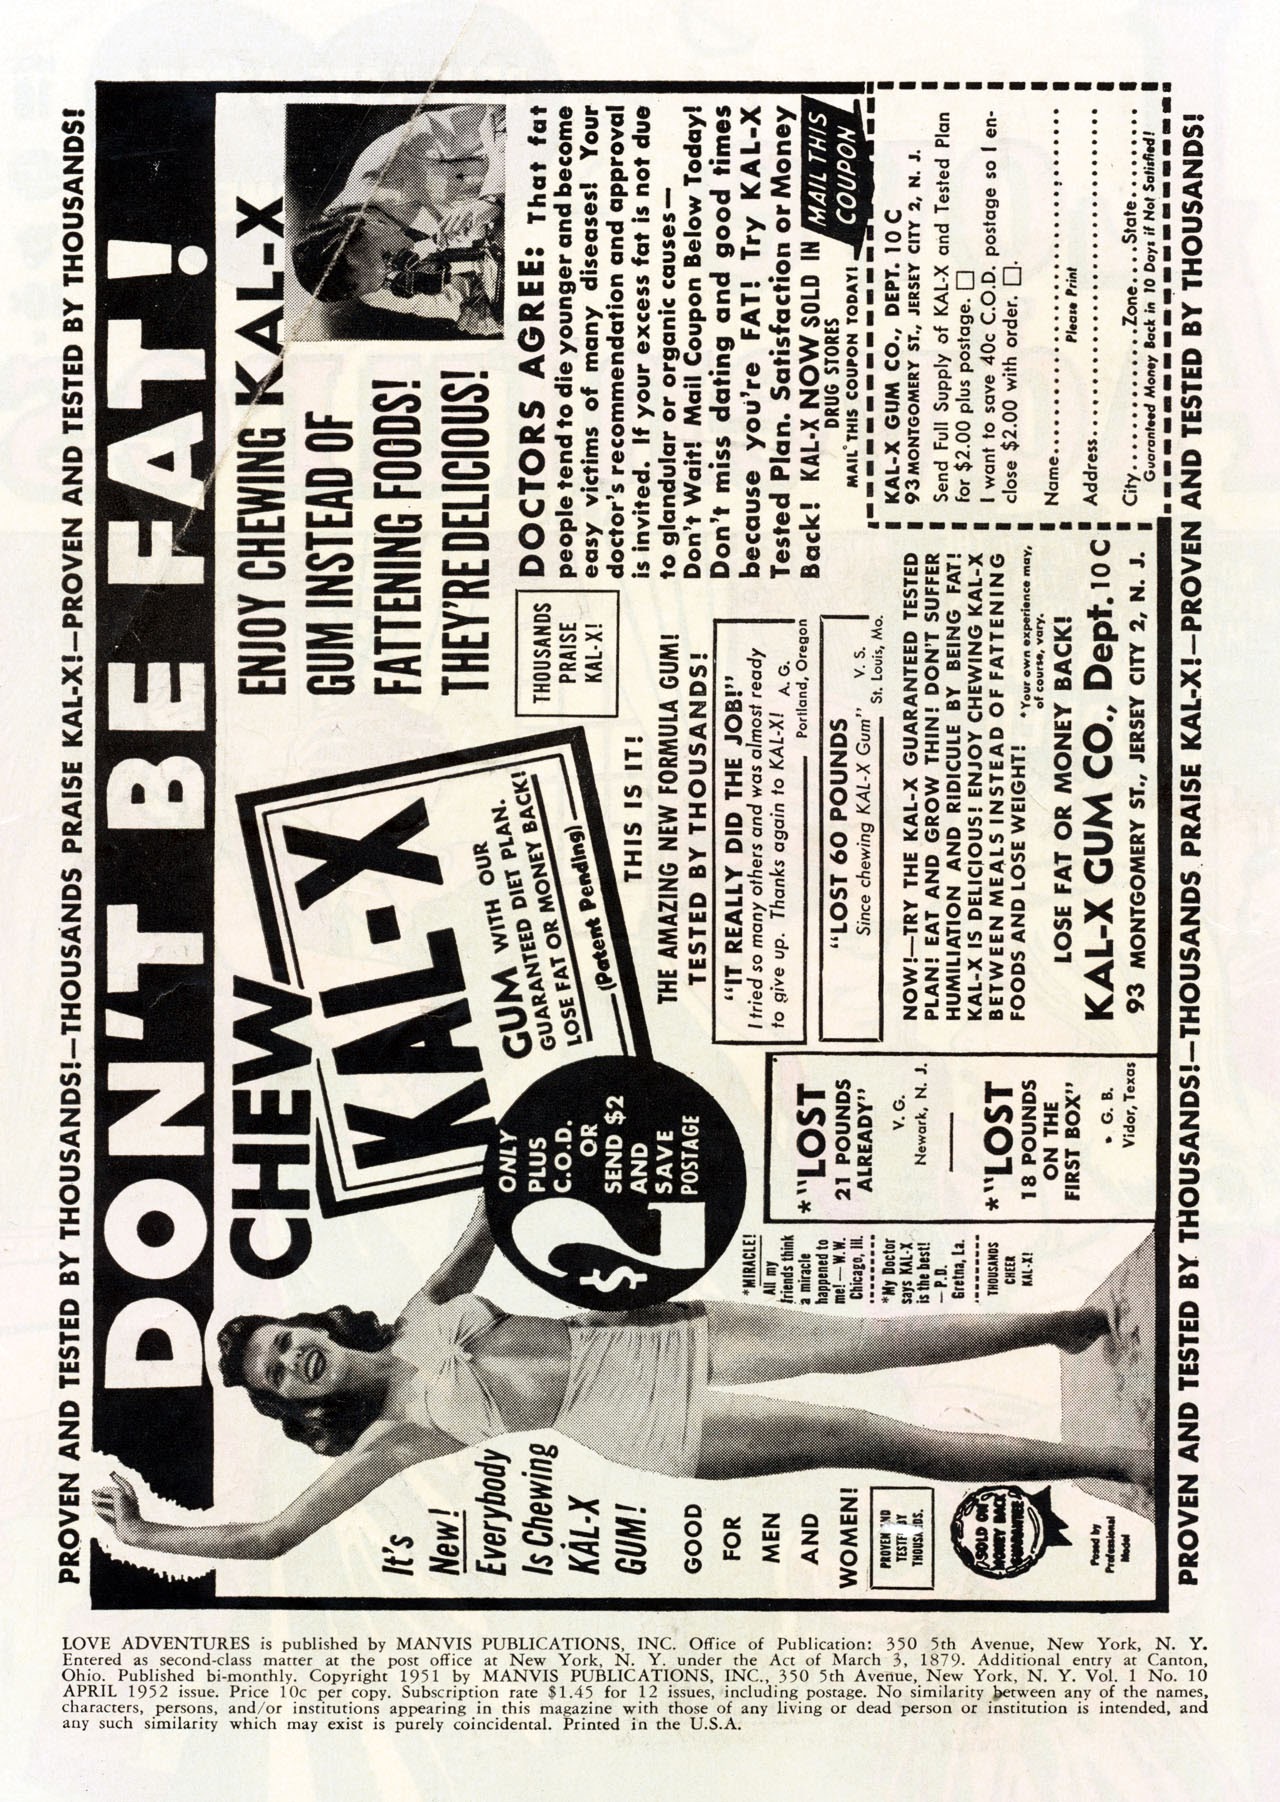 PROVEN AND TESTED BY THOUSANDS!—THOUSANDS PRAISE KAL-X!—PROVEN AND TESTED BY THOUSANDS!
DON'T BE FAT!
CHEW
KAL-X
GUM WITH OUR
GUARANTEED DIET PLAN.
LOSE FAT OR MONEY BACK!
(Patent Pending)
$2
ONLY
PLUS
C.O.D.
OR
SEND $2
AND
SAVE
POSTAGE
ENJOY CHEWING KAL-X
GUM INSTEAD OF
FATTENING FOODS!
THEY'RE DELICIOUS!
It's
New!
Everybody
Is Chewing
KAL-X
GUM!
GOOD
FOR
MEN
AND
WOMEN!
PROVEN AND
TESTED BY
THOUSANDS.
SOLD ON
MONEY BACK
GUARANTEE
Posed by
Professional
Model
*MIRACLE!
All my
friends think
a miracle
happened to
me!—W.W.
Chicago, Ill.
*My Doctor
says KAL-X
is the best!
—P.D.
Gretna, La.
THOUSANDS
CHEER
KAL-X!
*"LOST
21 POUNDS
ALREADY"
V. G.
Newark, N. J.
*"LOST
18 POUNDS
ON THE
FIRST BOX"
G. B.
Vidor, Texas
THIS IS IT!
THE AMAZING NEW FORMULA GUM!
TESTED BY THOUSANDS!
THOUSANDS
PRAISE
KAL-X!
"IT REALLY DID THE JOB!"
I tried so many others and was almost ready
to give up. Thanks again to KAL-X! A. G.
Portland, Oregon
"LOST 60 POUNDS
Since chewing KAL-X Gum" V. S.
St. Louis, Mo.
NOW!—TRY THE KAL-X GUARANTEED TESTED
PLAN! EAT AND GROW THIN! DON'T SUFFER
HUMILIATION AND RIDICULE BY BEING FAT!
KAL-X IS DELICIOUS! ENJOY CHEWING KAL-X
BETWEEN MEALS INSTEAD OF FATTENING
FOODS AND LOSE WEIGHT!
*Your own experience may,
of course, vary.
LOSE FAT OR MONEY BACK!
KAL-X GUM CO., Dept. 10C
93 MONTGOMERY ST., JERSEY CITY 2, N. J.
DOCTORS AGREE: That fat
people tend to die younger and become
easy victims of many diseases! Your
doctor's recommendation and approval
is invited. If your excess fat is not due
to glandular or organic causes—
Don't Wait! Mail Coupon Below Today!
Don't miss dating and good times
because you're FAT! Try KAL-X
Tested Plan. Satisfaction or Money
Back! KAL-X NOW SOLD IN
DRUG STORES
MAIL THIS COUPON TODAY!
MAIL THIS
COUPON
KAL-X GUM CO., DEPT. 10 C
93 MONTGOMERY ST., JERSEY CITY 2, N. J.
Send Full Supply of KAL-X and Tested Plan
for $2.00 plus postage. □
I want to save 40c C.O.D. postage so I en-
close $2.00 with order. □.
Name..............................
Please Print
Address..............................
City...............Zone....State...........
Guaranteed Money Back in 10 Days if Not Satisfied!
PROVEN AND TESTED BY THOUSANDS!—THOUSANDS PRAISE KAL-X!—PROVEN AND TESTED BY THOUSANDS!
LOVE ADVENTURES is published by MANVIS PUBLICATIONS, INC. Office of Publication: 350 5th Avenue, New York, N. Y.
Entered as second-class matter at the post office at New York, N. Y. under the Act of March 3, 1879. Additional entry at Canton,
Ohio. Published bi-monthly. Copyright 1951 by MANVIS PUBLICATIONS, INC., 350 5th Avenue, New York, N. Y. Vol. 1 No. 10
APRIL 1952 issue. Price 10c per copy. Subscription rate $1.45 for 12 issues, including postage. No similarity between any of the names,
characters, persons, and/or institutions appearing in this magazine with those of any living or dead person or institution is intended, and
any such similarity which may exist is purely coincidental. Printed in the U.S.A.